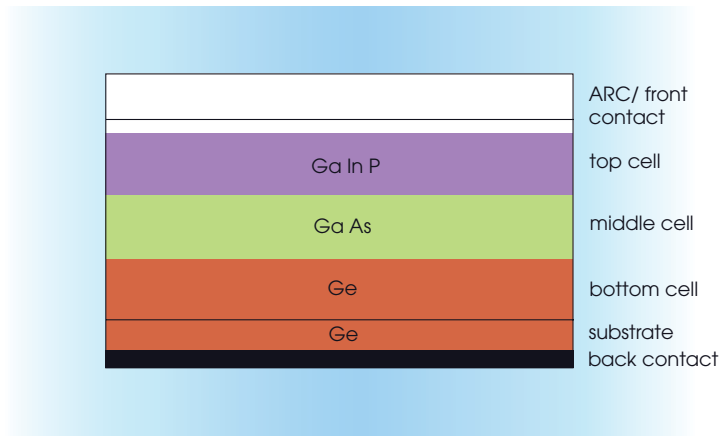 ARC/ front
contact
Ga In P
top cell
Ga As
middle cell
Ge
bottom cell
Ge
substrate
back contact